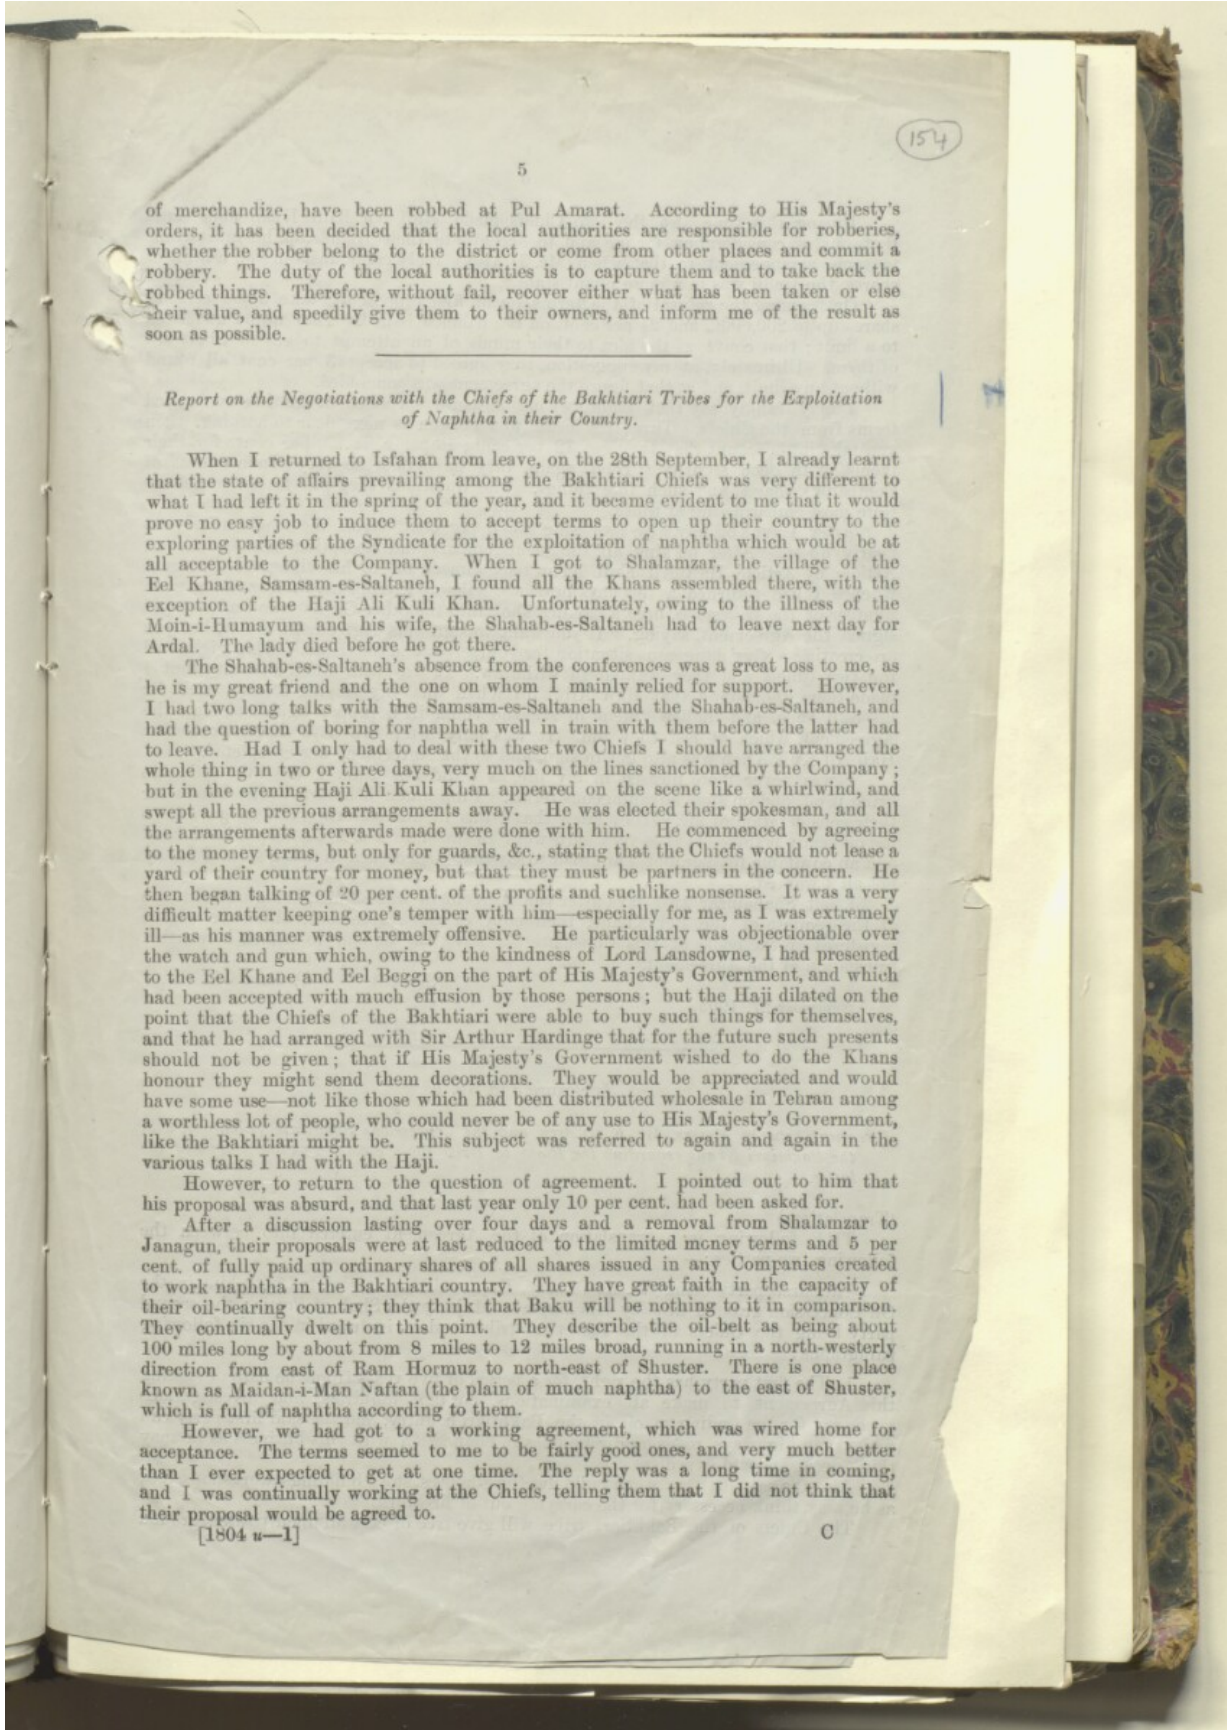 154
5
of merchandize, have been robbed at Pul Amarat. According to His Majesty's
orders, it has been decided that the local authorities are responsible for robberies,
whether the robber belong to the district or come from other places and commit a
robbery. The duty of the local authorities is to capture them and to take back the
robbed things. Therefore, without fail, recover either what has been taken or else
their value, and speedily give them to their owners, and inform me of the result as
soon as possible.
Report on the Negotiations with the Chiefs of the Bakhtiari Tribes for the Exploitation
of Naphtha in their Country.
When I returned to Isfahan from leave, on the 28th September, I already learnt
that the state of affairs prevailing among the Bakhtiari Chiefs was very different to
what I had left it in the spring of the year, and it became evident to me that it would
prove no easy job to induce them to accept terms to open up their country to the
exploring parties of the Syndicate for the exploitation of naphtha which would be at
all acceptable to the Company. When I got to Shalamzar, the village of the
Eel Khane, Samsam-es-Saltaneh, I found all the Khans assembled there, with the
exception of the Haji Ali Kuli Khan. Unfortunately, owing to the illness of the
Moin-i-Humayum and his wife, the Shahab-es-Saltaneh had to leave next day for
Ardal. The lady died before he got there.
The Shahab-es-Saltaneh's absence from the conferences was a great loss to me, as
he is my great friend and the one on whom I mainly relied for support. However,
I had two long talks with the Samsam-es-Saltaneh and the Shahab-es-Saltaneh, and
had the question of boring for naphtha well in train with them before the latter had
to leave. Had I only had to deal with these two Chiefs I should have arranged the
whole thing in two or three days, very much on the lines sanctioned by the Company;
but in the evening Haji Ali Kuli Khan appeared on the scene like a whirlwind, and
swept all the previous arrangements away. He was elected their spokesman, and all
the arrangements afterwards made were done with him. He commenced by agreeing
to the money terms, but only for guards, &c., stating that the Chiefs would not lease a
yard of their country for money, but that they must be partners in the concern. He
then began talking of 20 per cent. of the profits and suchlike nonsense. It was a very
difficult matter keeping one's temper with him—especially for me, as I was extremely
ill—as his manner was extremely offensive. He particularly was objectionable over
the watch and gun which, owing to the kindness of Lord Lansdowne, I had presented
to the Eel Khane and Eel Beggi on the part of His Majesty's Government, and which
had been accepted with much effusion by those persons; but the Haji dilated on the
point that the Chiefs of the Bakhtiari were able to buy such things for themselves,
and that he had arranged with Sir Arthur Hardinge that for the future such presents
should not be given; that if His Majesty's Government wished to do the Khans
honour they might send them decorations. They would be appreciated and would
have some use—not like those which had been distributed wholesale in Tehran among
a worthless lot of people, who could never be of any use to His Majesty's Government,
like the Bakhtiari might be. This subject was referred to again and again in the
various talks I had with the Haji.
However, to return to the question of agreement. I pointed out to him that
his proposal was absurd, and that last year only 10 per cent. had been asked for.
After a discussion lasting over four days and a removal from Shalamzar to
Janagun, their proposals were at last reduced to the limited money terms and 5 per
cent. of fully paid up ordinary shares of all shares issued in any Companies created
to work naphtha in the Bakhtiari country. They have great faith in the capacity of
their oil-bearing country; they think that Baku will be nothing to it in comparison.
They continually dwelt on this point. They describe the oil-belt as being about
100 miles long by about from 8 miles to 12 miles broad, running in a north-westerly
direction from east of Ram Hormuz to north-east of Shuster. There is one place
known as Maidan-i-Man Naftan (the plain of much naphtha) to the east of Shuster,
which is full of naphtha according to them.
However, we had got to a working agreement, which was wired home for
acceptance. The terms seemed to me to be fairly good ones, and very much better
than I ever expected to get at one time. The reply was a long time in coming,
and I was continually working at the Chiefs, telling them that I did not think that
their proposal would be agreed to.
[1804 u—1] C